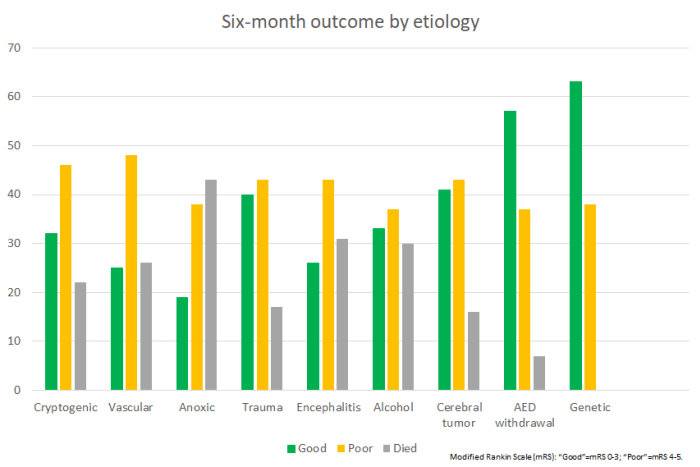 Six-month outcome by etiology
70
60
50
40
30
20
10
0
Cryptogenic Vascular Anoxic Trauma Encephalitis Alcohol Cerebral tumor AED withdrawal Genetic
Good Poor Died
Modified Rankin Scale (mRS): "Good"=mRS 0-3; "Poor"=mRS 4-5.